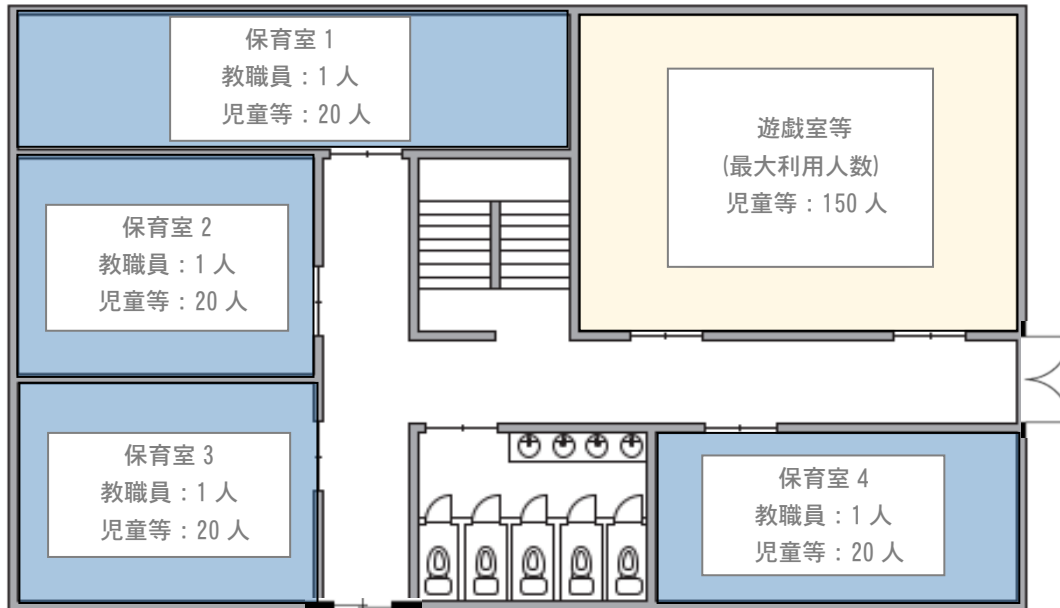 保育室 1
教職員：1 人
児童等：20 人
遊戯室等
(最大利用人数)
児童等：150 人
保育室 2
教職員：1 人
児童等：20 人
保育室 3
教職員：1 人
児童等：20 人
保育室 4
教職員：1 人
児童等：20 人